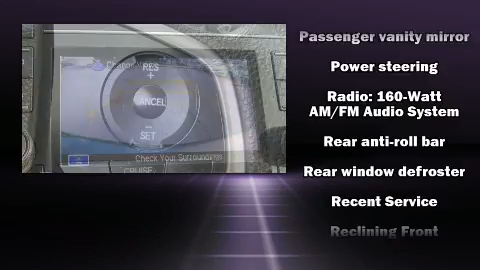 Passenger vanity mirror
Power steering
Radio: 160-Watt
AM/FM Audio System
Rear anti-roll bar
Rear window defroster
Recent Service
Reclining Front
RES
+
CANCEL
SET
Check Your Surroundings
CRUISE